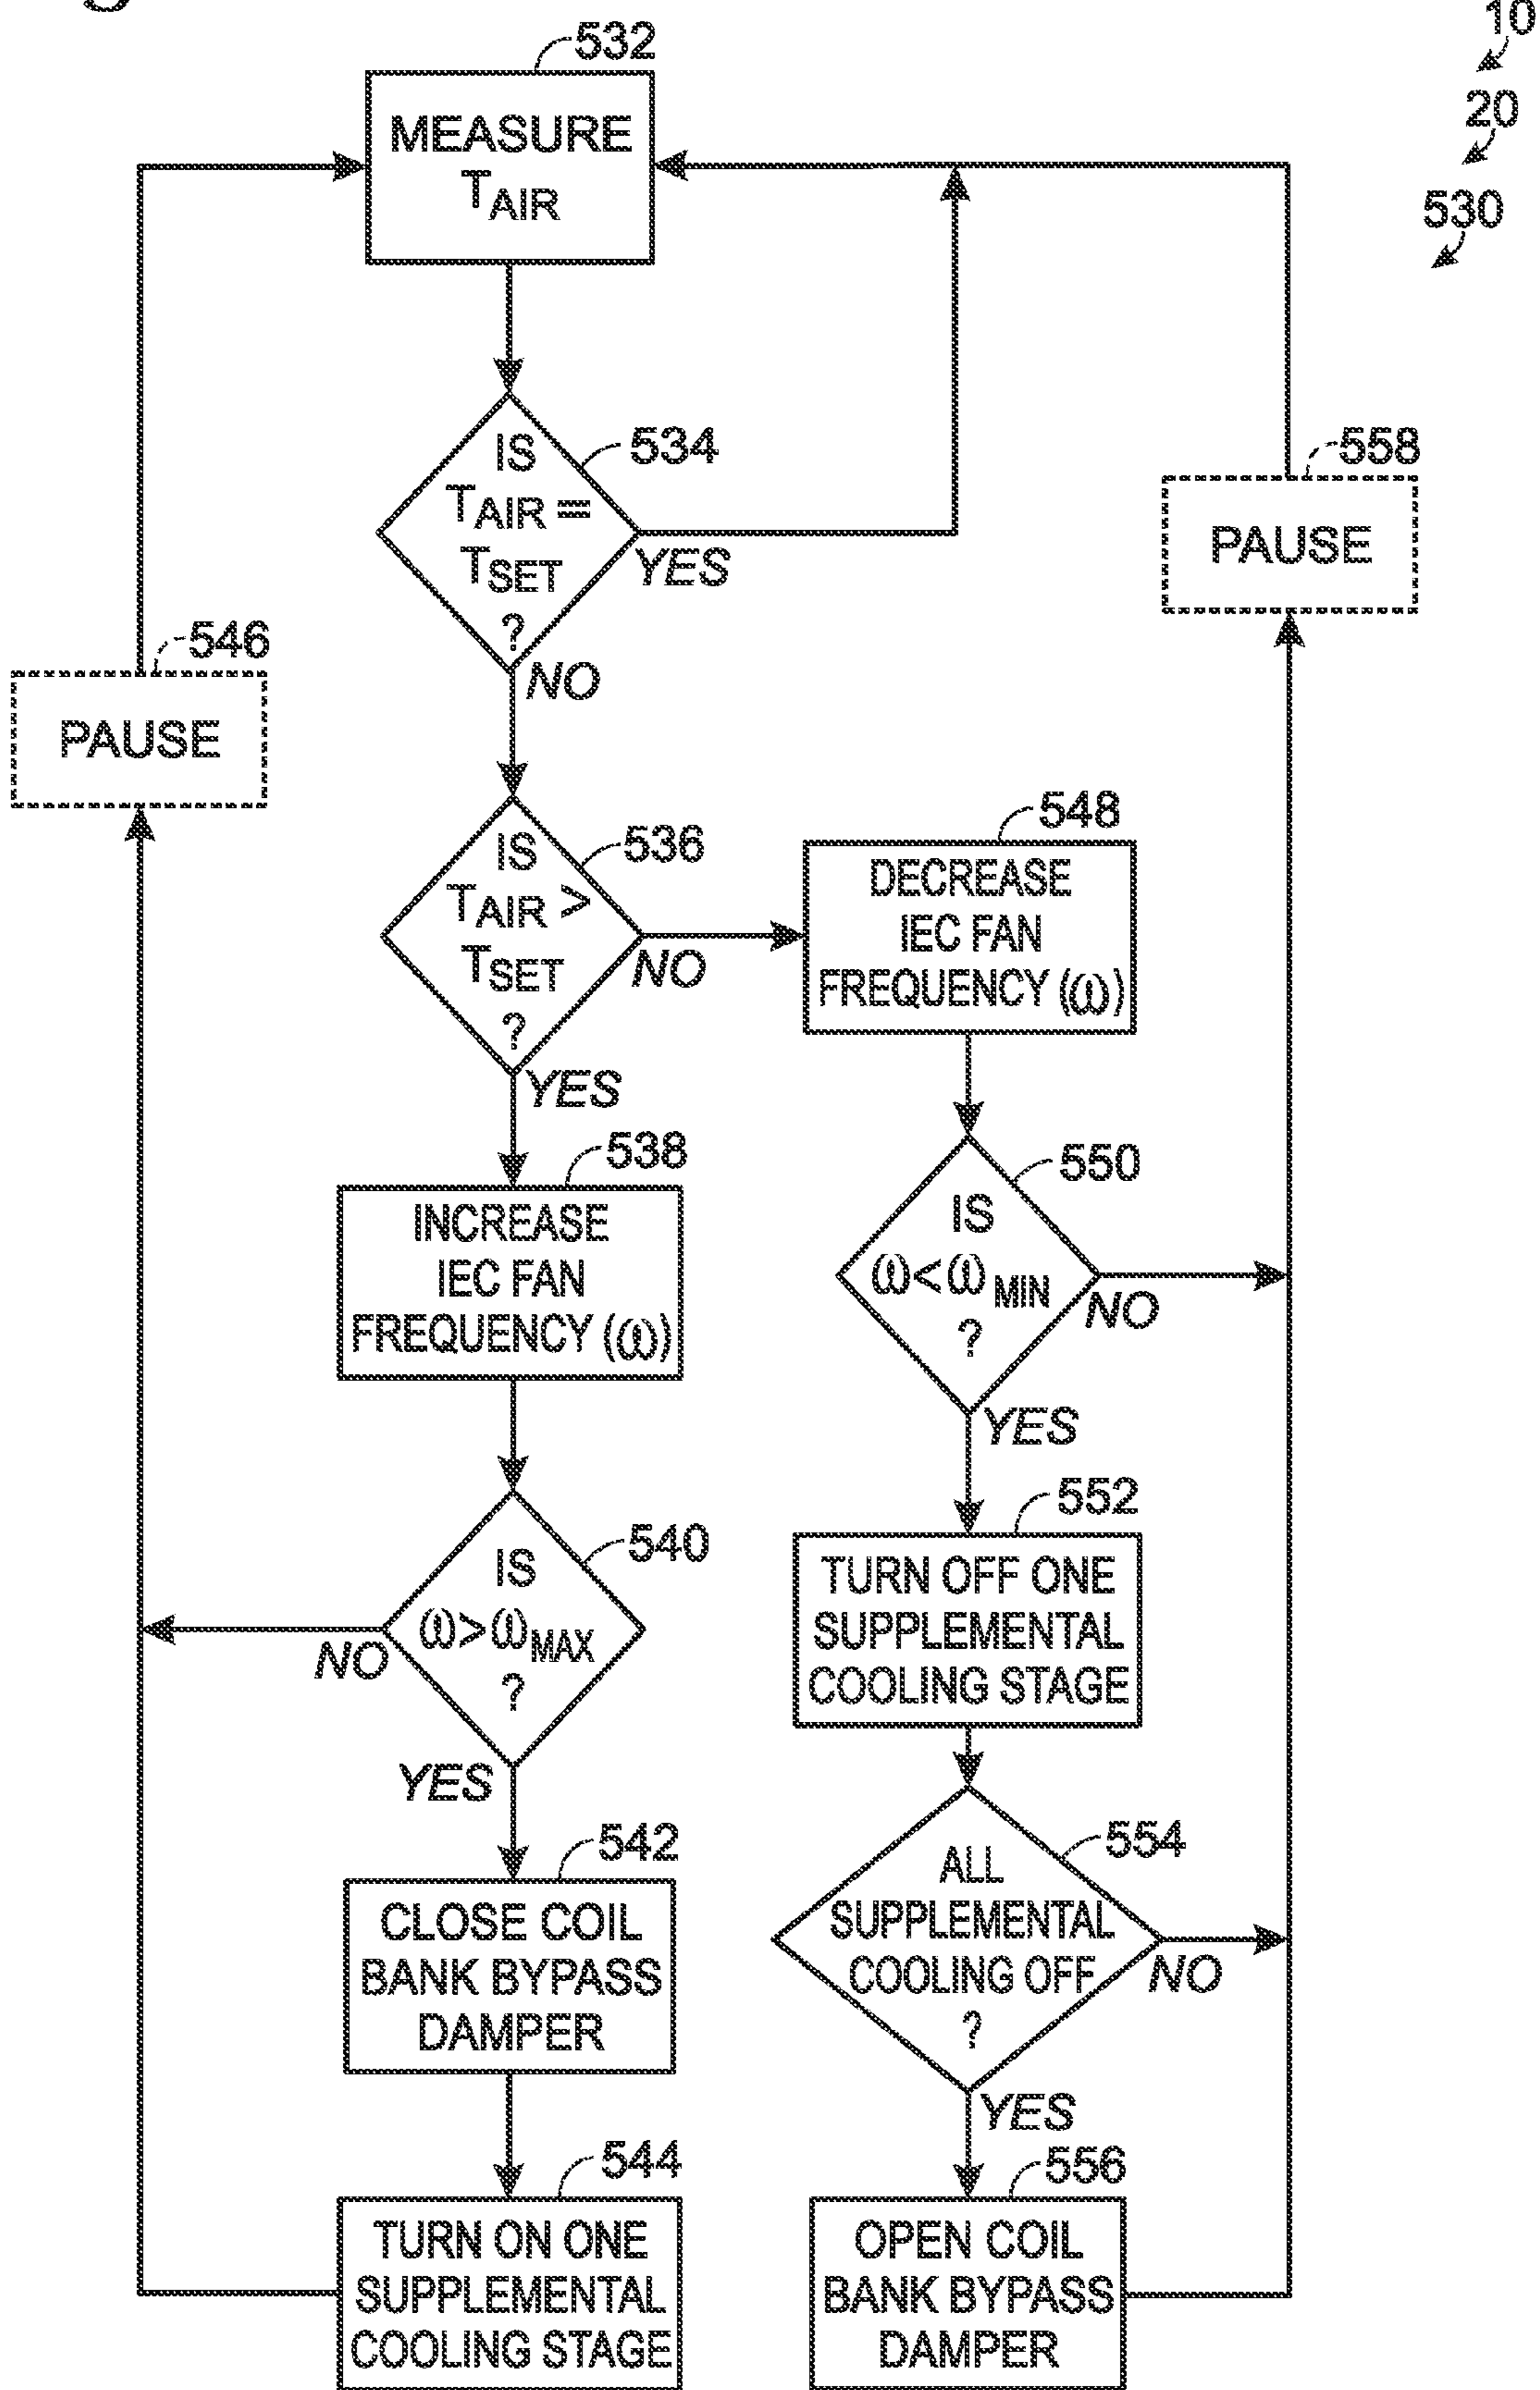 10
20
530
532
MEASURE
TAIR
534
IS
TAIR =
TSET
?
YES
NO
558
PAUSE
546
PAUSE
536
IS
TAIR >
TSET
?
NO
YES
548
DECREASE
IEC FAN
FREQUENCY (ω)
538
INCREASE
IEC FAN
FREQUENCY (ω)
550
IS
ω<ω MIN
?
NO
YES
540
IS
ω>ωMAX
?
NO
YES
552
TURN OFF ONE
SUPPLEMENTAL
COOLING STAGE
542
CLOSE COIL
BANK BYPASS
DAMPER
554
ALL
SUPPLEMENTAL
COOLING OFF
?
NO
YES
544
TURN ON ONE
SUPPLEMENTAL
COOLING STAGE
556
OPEN COIL
BANK BYPASS
DAMPER